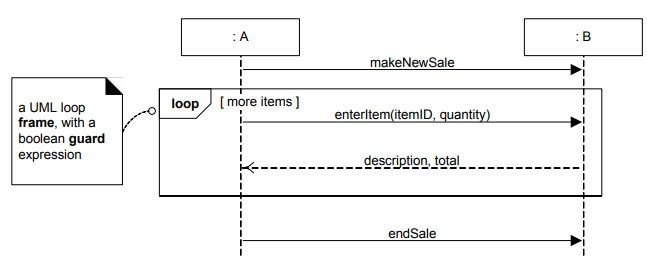 : A
: B
makeNewSale
a UML loop
frame, with a
boolean guard
expression
loop
[ more items ]
enterItem(itemID, quantity)
description, total
endSale